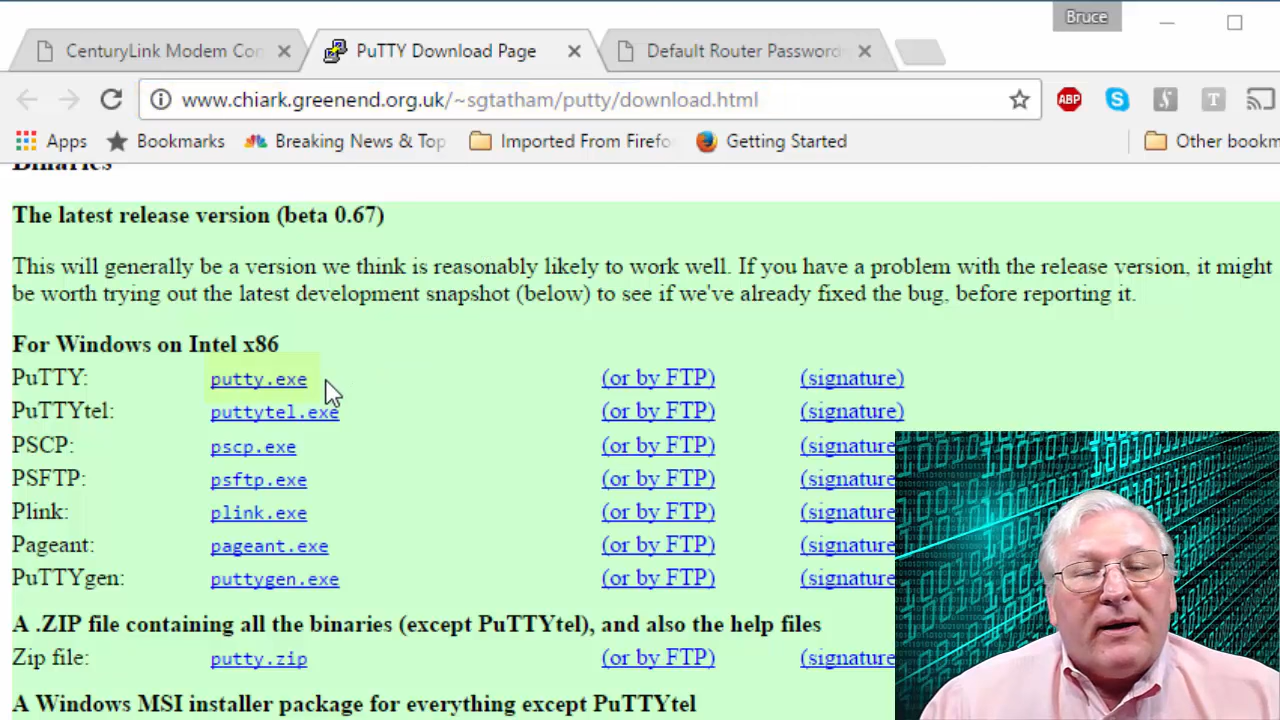 Bruce
CenturyLink Modem Con
PuTTY Download Page
Default Router Password
www.chiark.greenend.org.uk/~sgtatham/putty/download.html
ABP
Apps
Bookmarks
Breaking News & Top
Imported From Firefo
Getting Started
Other bookm
Binaries
The latest release version (beta 0.67)
This will generally be a version we think is reasonably likely to work well. If you have a problem with the release version, it might
be worth trying out the latest development snapshot (below) to see if we've already fixed the bug, before reporting it.
For Windows on Intel x86
PuTTY: putty.exe (or by FTP) (signature)
PuTTYtel: puttytel.exe (or by FTP) (signature)
PSCP: pscp.exe (or by FTP) (signature
PSFTP: psftp.exe (or by FTP) (signature
Plink: plink.exe (or by FTP) (signature
Pageant: pageant.exe (or by FTP) (signature
PuTTYgen: puttygen.exe (or by FTP) (signature
A .ZIP file containing all the binaries (except PuTTYtel), and also the help files
Zip file: putty.zip (or by FTP) (signature
A Windows MSI installer package for everything except PuTTYtel